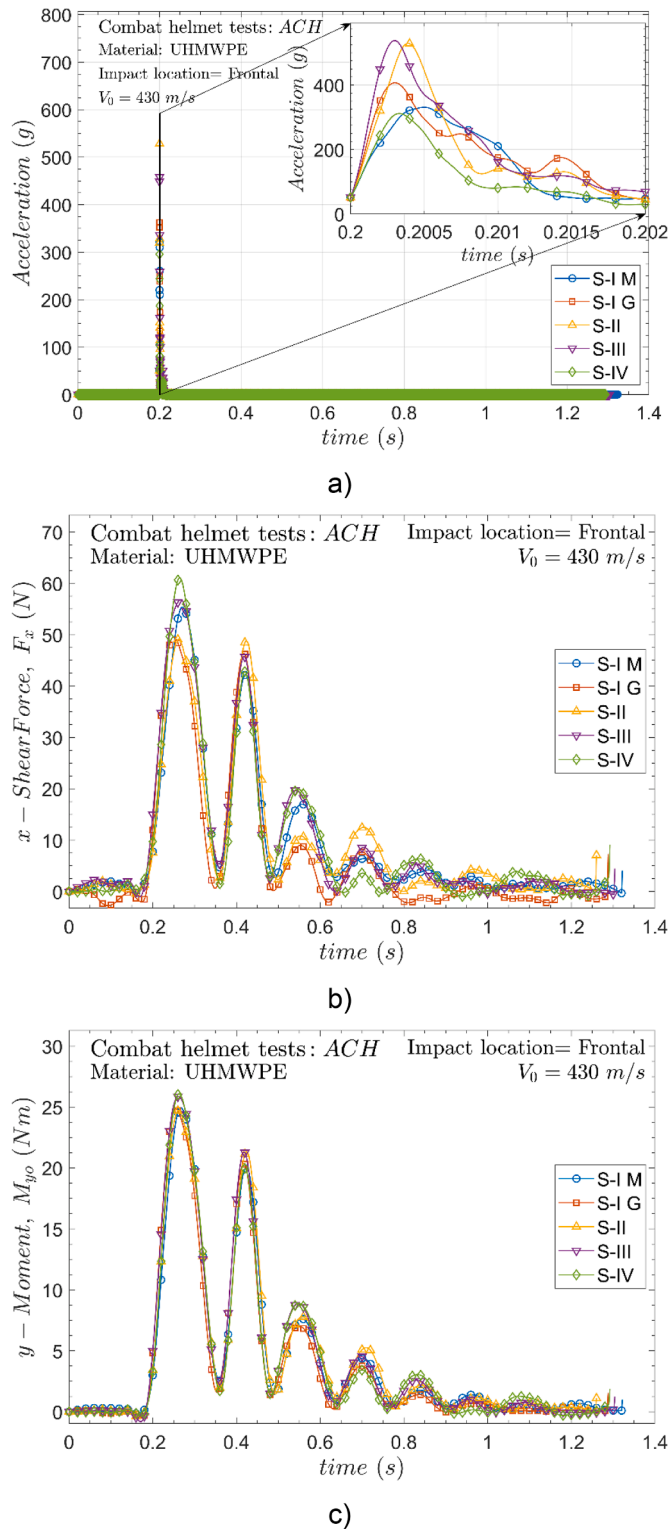 Combat helmet tests: ACH
Material: UHMWPE
Impact location= Frontal
V₀ = 430 m/s
Acceleration (g)
800
700
600
500
400
300
200
100
0
0 0.2 0.4 0.6 0.8 1 1.2 1.4
time (s)
Acceleration (g)
400
200
0
0.2 0.2005 0.201 0.2015 0.202
time (s)
S-I M
S-I G
S-II
S-III
S-IV
a)
Combat helmet tests: ACH
Material: UHMWPE
Impact location= Frontal
V₀ = 430 m/s
x − ShearForce, Fₓ (N)
70
60
50
40
30
20
10
0
0 0.2 0.4 0.6 0.8 1 1.2 1.4
time (s)
S-I M
S-I G
S-II
S-III
S-IV
b)
Combat helmet tests: ACH
Material: UHMWPE
Impact location= Frontal
V₀ = 430 m/s
y − Moment, M_yo (Nm)
30
25
20
15
10
5
0
0 0.2 0.4 0.6 0.8 1 1.2 1.4
time (s)
S-I M
S-I G
S-II
S-III
S-IV
c)